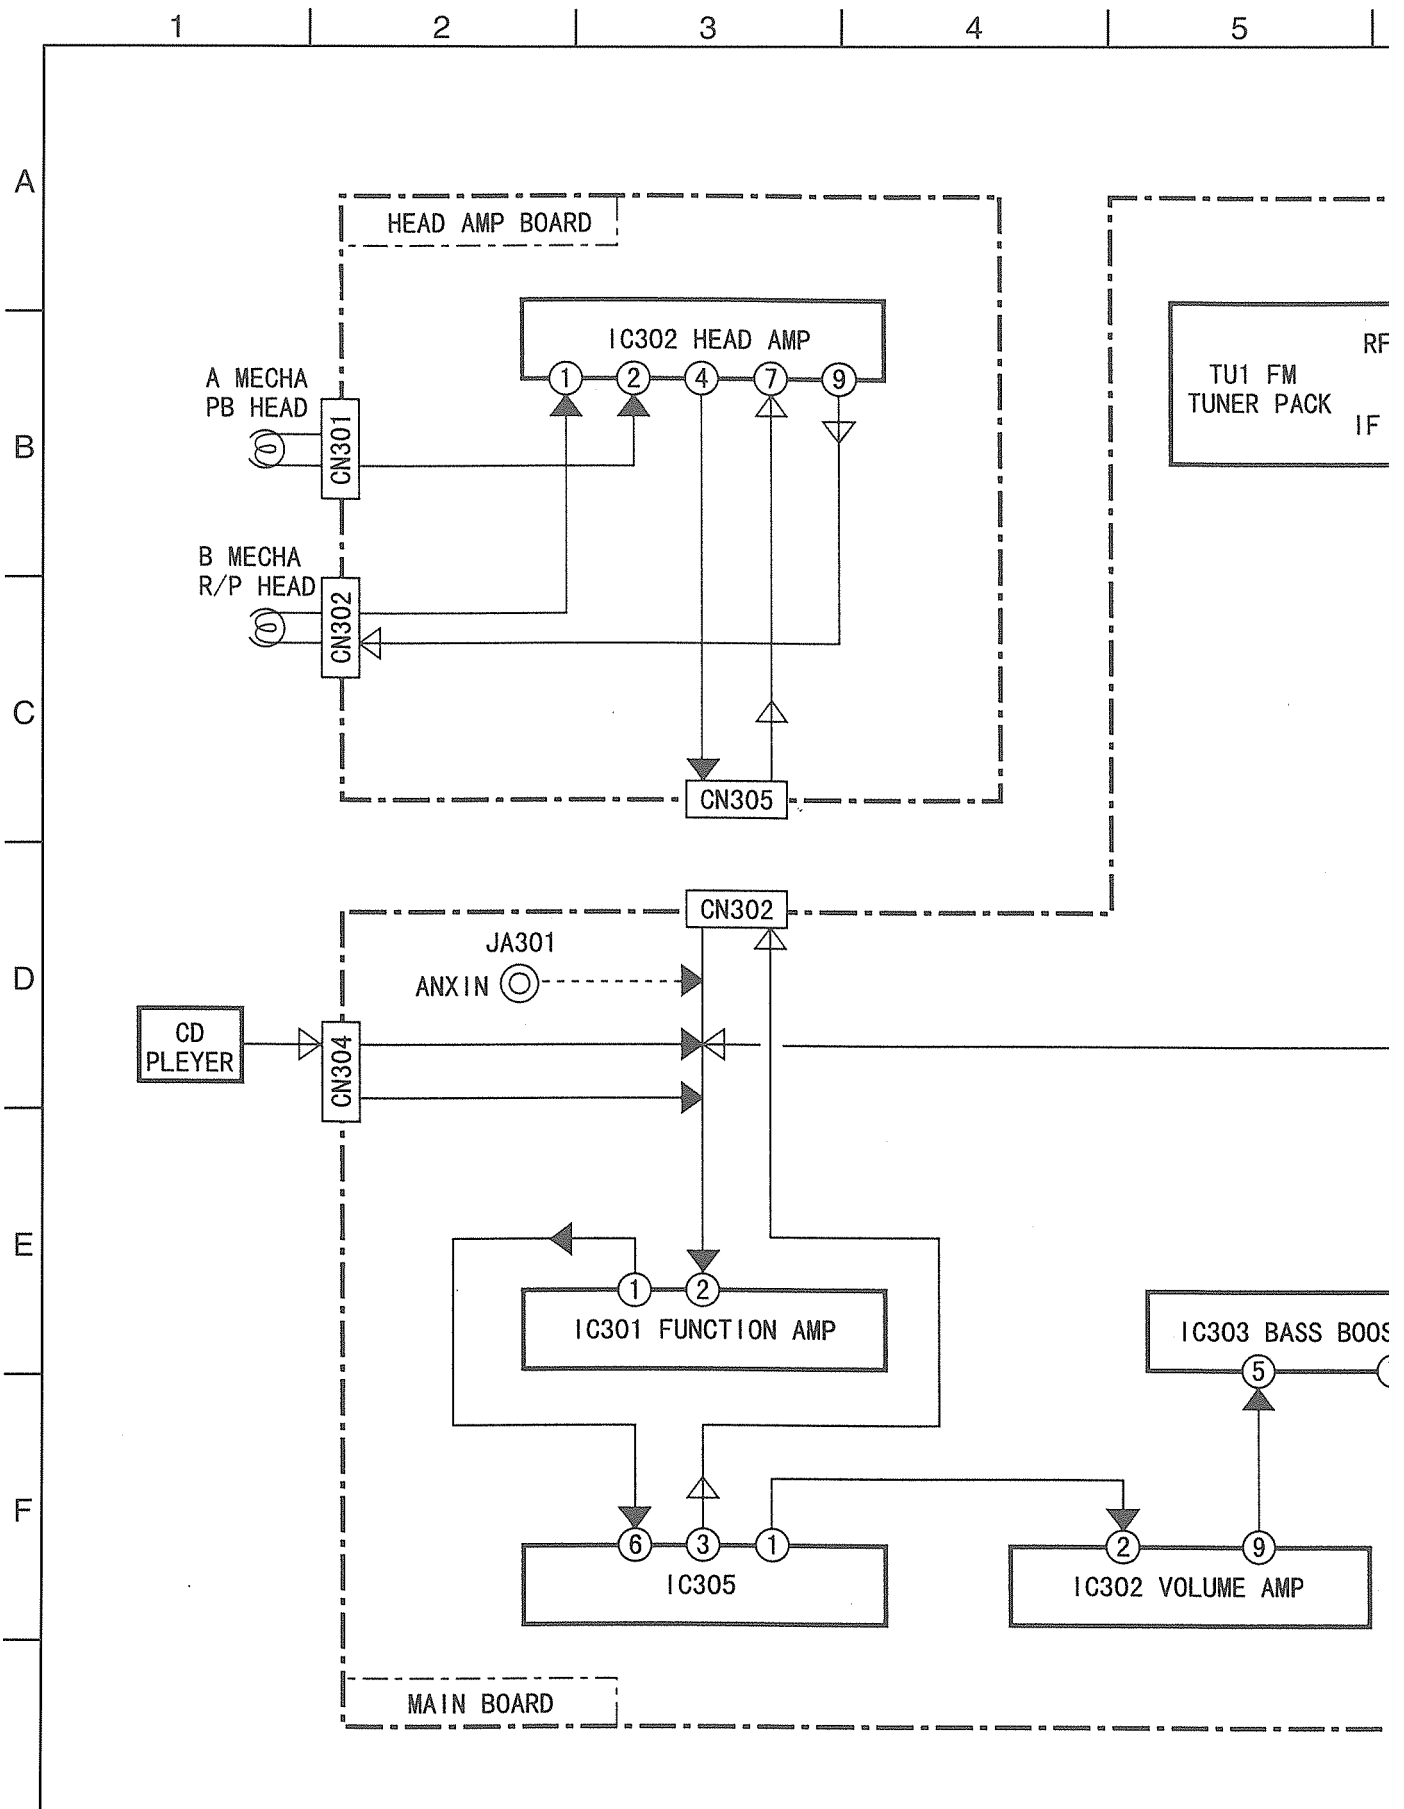 1 2 3 4 5
A
HEAD AMP BOARD
IC302 HEAD AMP
1 2 4 7 9
RF
TU1 FM
TUNER PACK
IF
A MECHA
PB HEAD
CN301
B
B MECHA
R/P HEAD
CN302
C
CN305
CN302
JA301
ANXIN
D
CD
PLEYER
CN304
E
1 2
IC301 FUNCTION AMP
IC303 BASS BOOS
5
F
6 3 1
IC305
2 9
IC302 VOLUME AMP
MAIN BOARD